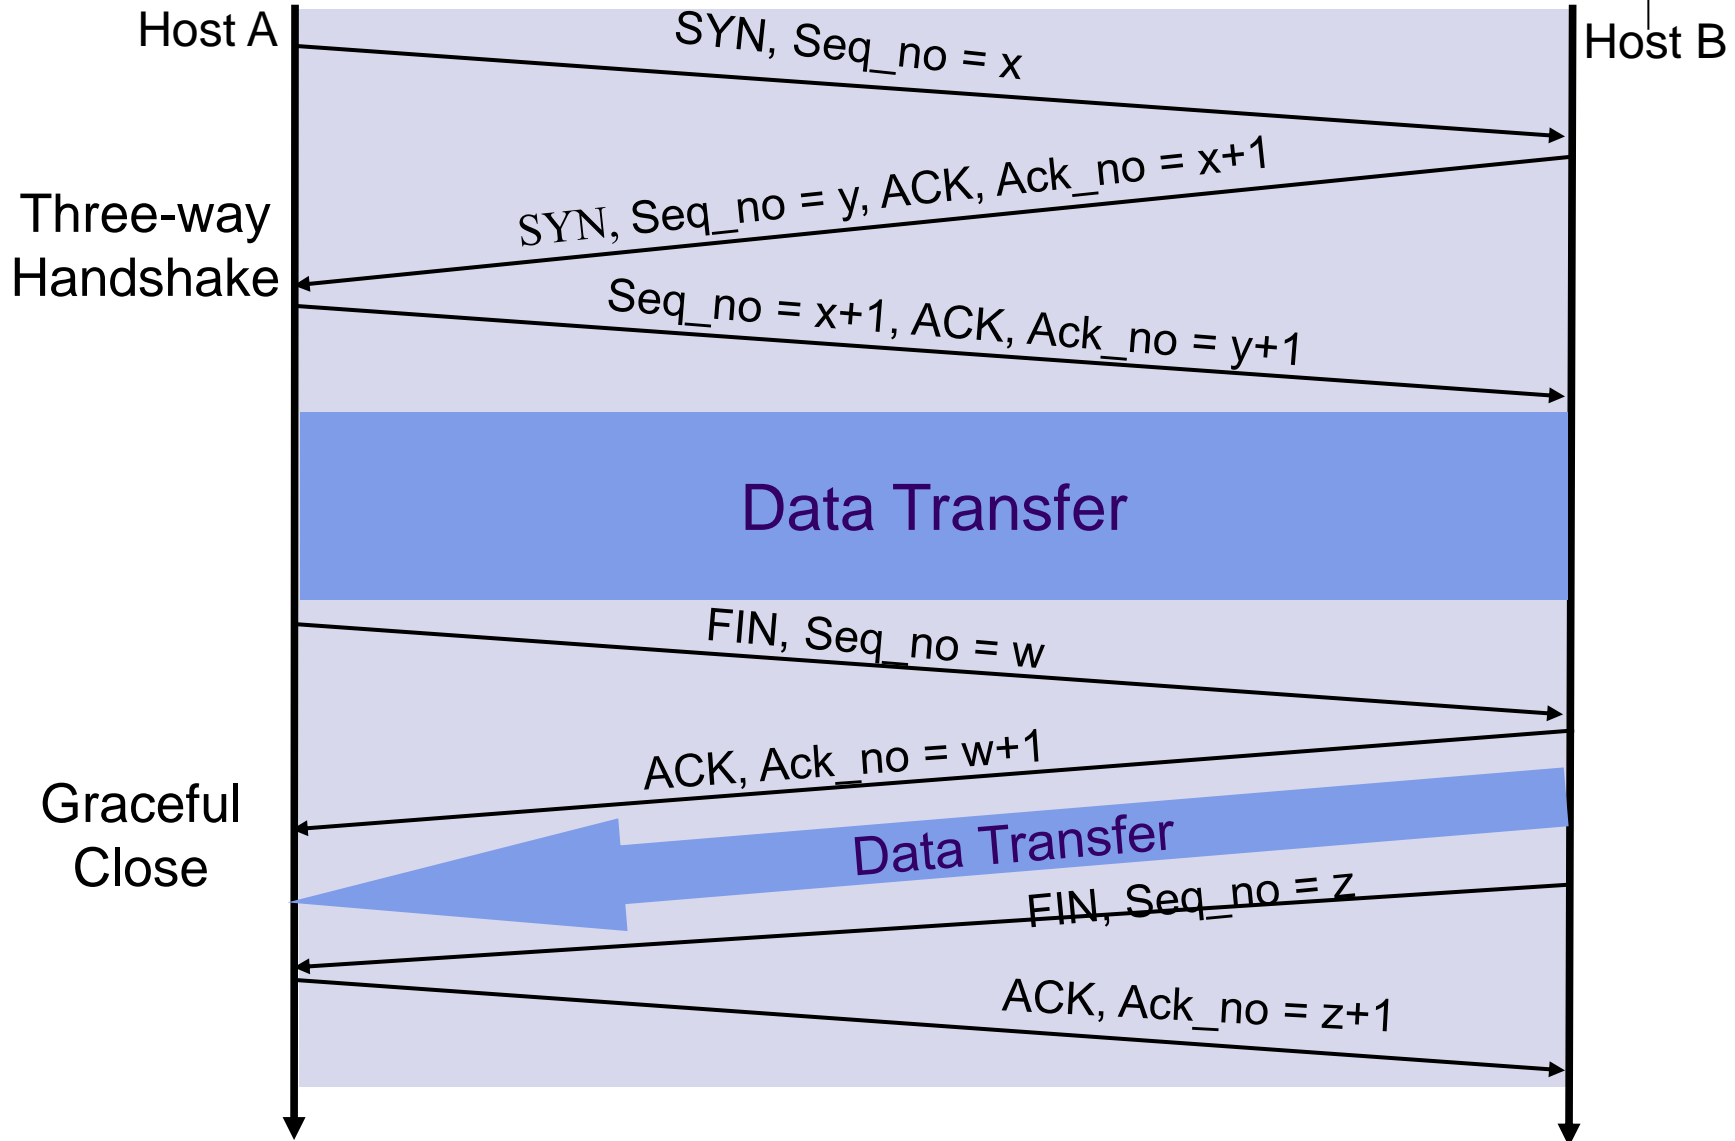 Host A
Host B
SYN, Seq_no = x
SYN, Seq_no = y, ACK, Ack_no = x+1
Three-way
Handshake
Seq_no = x+1, ACK, Ack_no = y+1
Data Transfer
FIN, Seq_no = w
ACK, Ack_no = w+1
Graceful
Close
Data Transfer
FIN, Seq_no = z
ACK, Ack_no = z+1